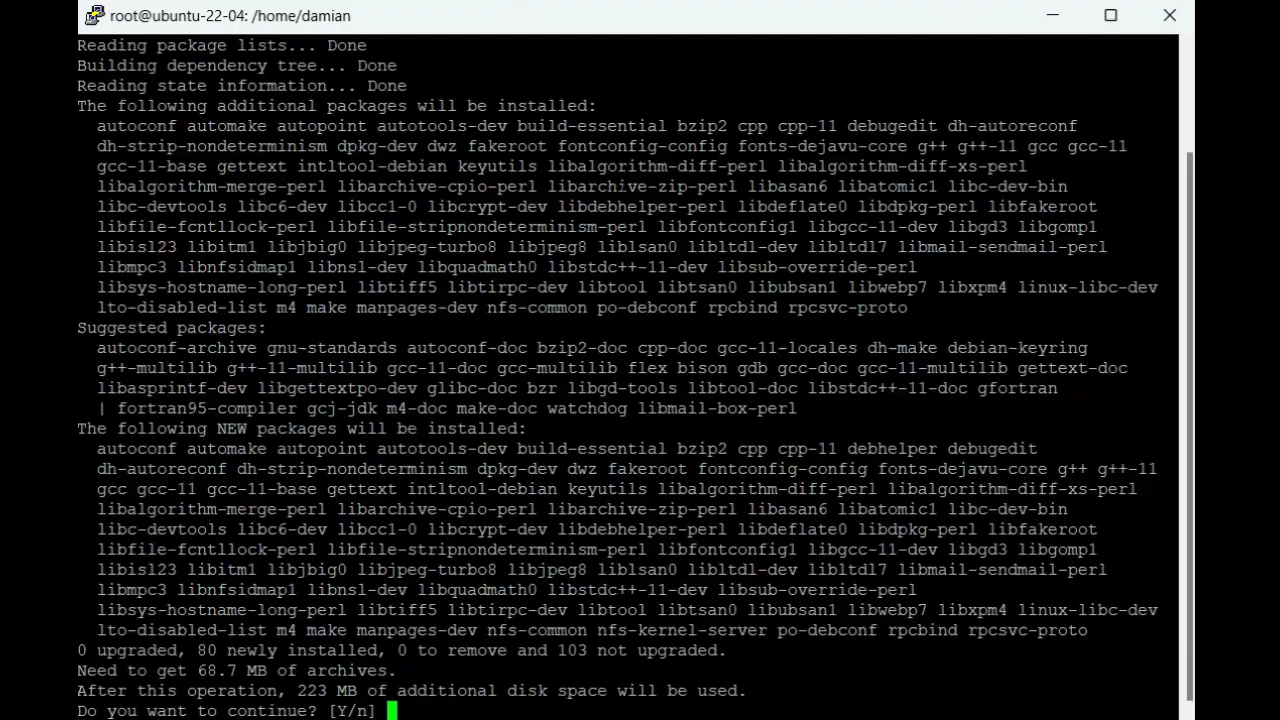 root@ubuntu-22-04: /home/damian
Reading package lists... Done
Building dependency tree... Done
Reading state information... Done
The following additional packages will be installed:
autoconf automake autopoint autotools-dev build-essential bzip2 cpp cpp-11 debugedit dh-autoreconf
dh-strip-nondeterminism dpkg-dev dwz fakeroot fontconfig-config fonts-dejavu-core g++ g++-11 gcc gcc-11
gcc-11-base gettext intltool-debian keyutils libalgorithm-diff-perl libalgorithm-diff-xs-perl
libalgorithm-merge-perl libarchive-cpio-perl libarchive-zip-perl libasan6 libatomic1 libc-dev-bin
libc-devtools libc6-dev libcc1-0 libcrypt-dev libdebhelper-perl libdeflate0 libdpkg-perl libfakeroot
libfile-fcntllock-perl libfile-stripnondeterminism-perl libfontconfig1 libgcc-11-dev libgd3 libgomp1
libisl23 libitm1 libjbig0 libjpeg-turbo8 libjpeg8 liblsan0 libltdl-dev libltdl7 libmail-sendmail-perl
libmpc3 libnfsidmap1 libnsl-dev libquadmath0 libstdc++-11-dev libsub-override-perl
libsys-hostname-long-perl libtiff5 libtirpc-dev libtool libtsan0 libubsan1 libwebp7 libxpm4 linux-libc-dev
lto-disabled-list m4 make manpages-dev nfs-common po-debconf rpcbind rpcsvc-proto
Suggested packages:
autoconf-archive gnu-standards autoconf-doc bzip2-doc cpp-doc gcc-11-locales dh-make debian-keyring
g++-multilib g++-11-multilib gcc-11-doc gcc-multilib flex bison gdb gcc-doc gcc-11-multilib gettext-doc
libasprintf-dev libgettextpo-dev glibc-doc bzr libgd-tools libtool-doc libstdc++-11-doc gfortran
| fortran95-compiler gcj-jdk m4-doc make-doc watchdog libmail-box-perl
The following NEW packages will be installed:
autoconf automake autopoint autotools-dev build-essential bzip2 cpp cpp-11 debhelper debugedit
dh-autoreconf dh-strip-nondeterminism dpkg-dev dwz fakeroot fontconfig-config fonts-dejavu-core g++ g++-11
gcc gcc-11 gcc-11-base gettext intltool-debian keyutils libalgorithm-diff-perl libalgorithm-diff-xs-perl
libalgorithm-merge-perl libarchive-cpio-perl libarchive-zip-perl libasan6 libatomic1 libc-dev-bin
libc-devtools libc6-dev libcc1-0 libcrypt-dev libdebhelper-perl libdeflate0 libdpkg-perl libfakeroot
libfile-fcntllock-perl libfile-stripnondeterminism-perl libfontconfig1 libgcc-11-dev libgd3 libgomp1
libisl23 libitm1 libjbig0 libjpeg-turbo8 libjpeg8 liblsan0 libltdl-dev libltdl7 libmail-sendmail-perl
libmpc3 libnfsidmap1 libnsl-dev libquadmath0 libstdc++-11-dev libsub-override-perl
libsys-hostname-long-perl libtiff5 libtirpc-dev libtool libtsan0 libubsan1 libwebp7 libxpm4 linux-libc-dev
lto-disabled-list m4 make manpages-dev nfs-common nfs-kernel-server po-debconf rpcbind rpcsvc-proto
0 upgraded, 80 newly installed, 0 to remove and 103 not upgraded.
Need to get 68.7 MB of archives.
After this operation, 223 MB of additional disk space will be used.
Do you want to continue? [Y/n]